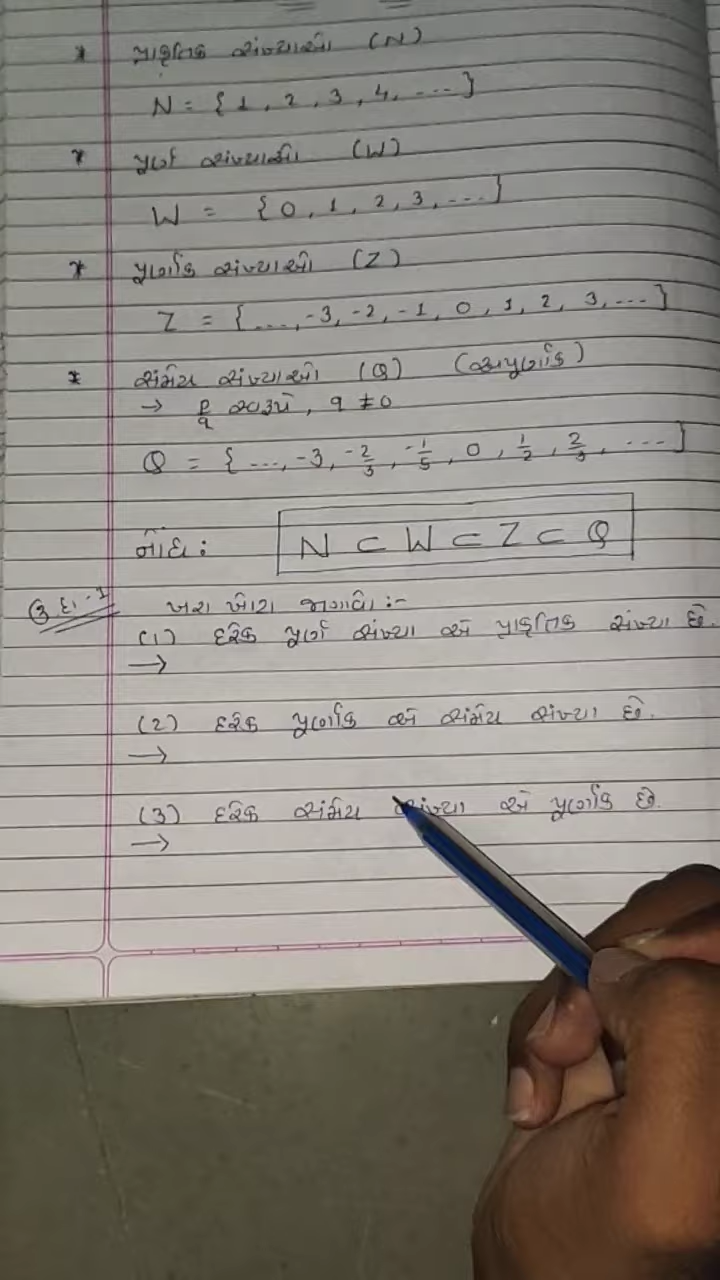 * પ્રાકૃતિક સંખ્યાઓ (N)
N = { 1, 2, 3, 4, --- }
* પૂર્ણ સંખ્યાઓ (W)
W = { 0, 1, 2, 3, --- }
* પૂર્ણાંક સંખ્યાઓ (Z)
Z = { ..., -3, -2, -1, 0, 1, 2, 3, --- }
* સંમેય સંખ્યાઓ (Q) (અપૂર્ણાંક)
→ p/q સ્વરૂપે, q ≠ 0
Q = { ..., -3, -2/3, -1/5, 0, 1/2, 2/3, --- }
નોંધ : N ⊂ W ⊂ Z ⊂ Q
ઉદા-1 ખરા ખોટા જણાવો :-
(1) દરેક પૂર્ણ સંખ્યા એ પ્રાકૃતિક સંખ્યા છે.
→
(2) દરેક પૂર્ણાંક એ સંમેય સંખ્યા છે.
→
(3) દરેક સંમેય સંખ્યા એ પૂર્ણાંક છે.
→